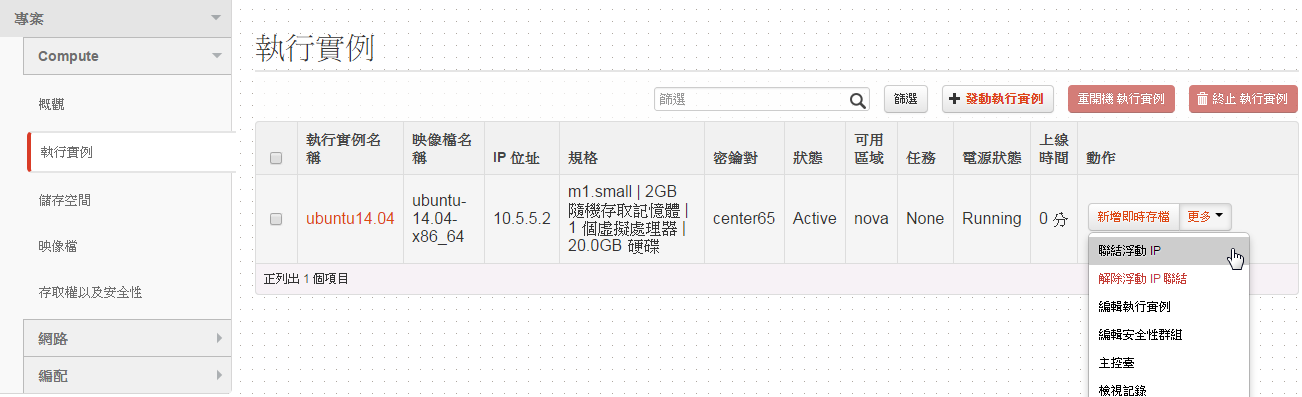 專案
Compute
概觀
執行實例
儲存空間
映像檔
存取權以及安全性
網路
編配
執行實例
篩選 篩選 發動執行實例 重開機 執行實例 終止 執行實例
執行實例名
稱
映像檔名
稱
IP 位址
規格
密鑰對
狀態
可用
區域
任務
電源狀態
上線
時間
動作
ubuntu14.04
ubuntu-
14.04-
x86_64
10.5.5.2
m1.small | 2GB
隨機存取記憶體 |
1 個虛擬處理器 |
20.0GB 硬碟
center65
Active
nova
None
Running
0 分
新增即時存檔 更多
聯結浮動 IP
解除浮動 IP 聯結
編輯執行實例
編輯安全性群組
主控臺
檢視記錄
正列出 1 個項目